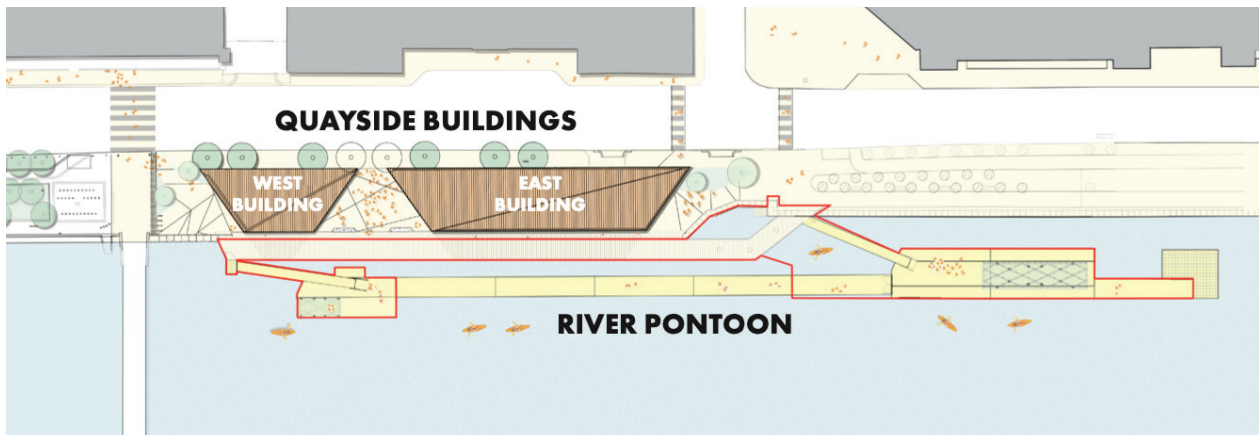 QUAYSIDE BUILDINGS
WEST
BUILDING
EAST
BUILDING
RIVER PONTOON